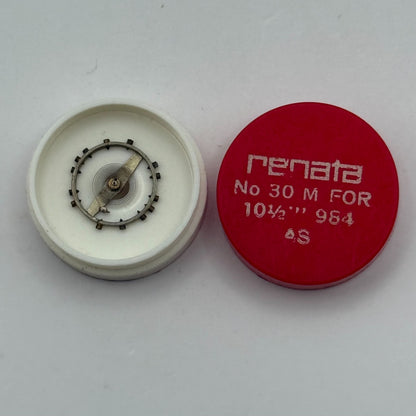 renata
No 30 M FOR
10½''' 984
AS